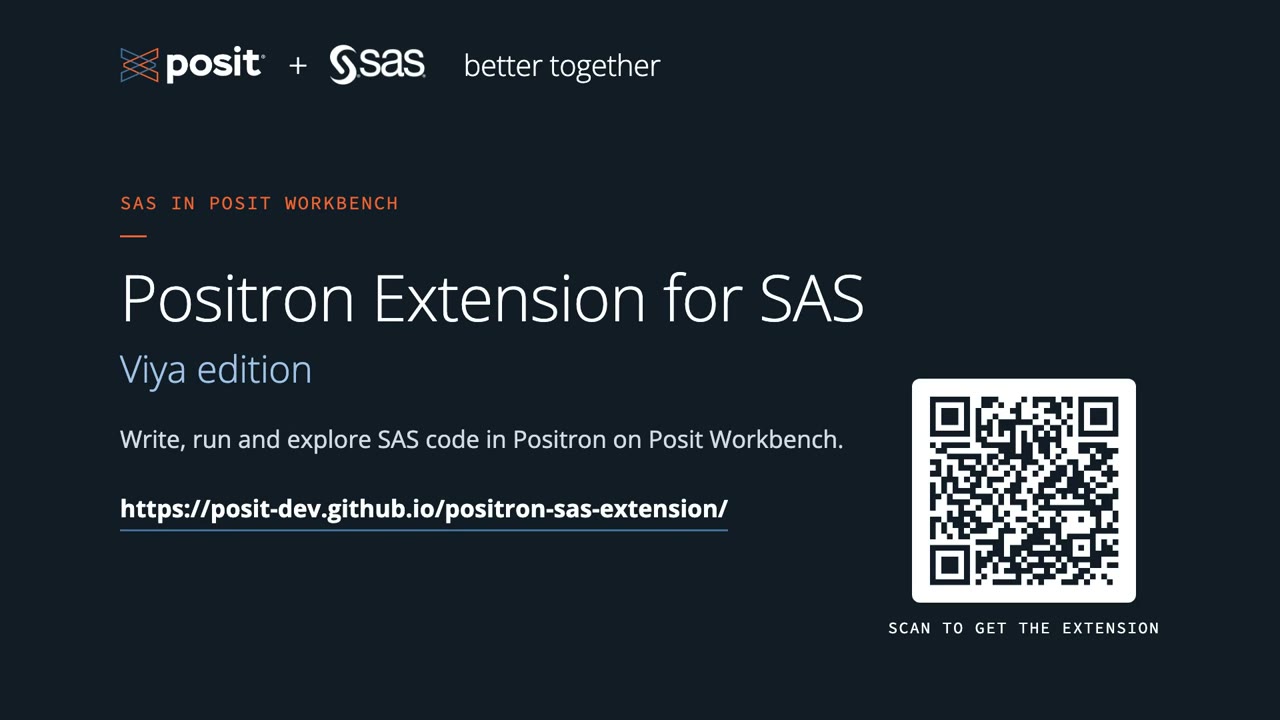 posit + sas better together
SAS IN POSIT WORKBENCH
Positron Extension for SAS
Viya edition
Write, run and explore SAS code in Positron on Posit Workbench.
https://posit-dev.github.io/positron-sas-extension/
SCAN TO GET THE EXTENSION